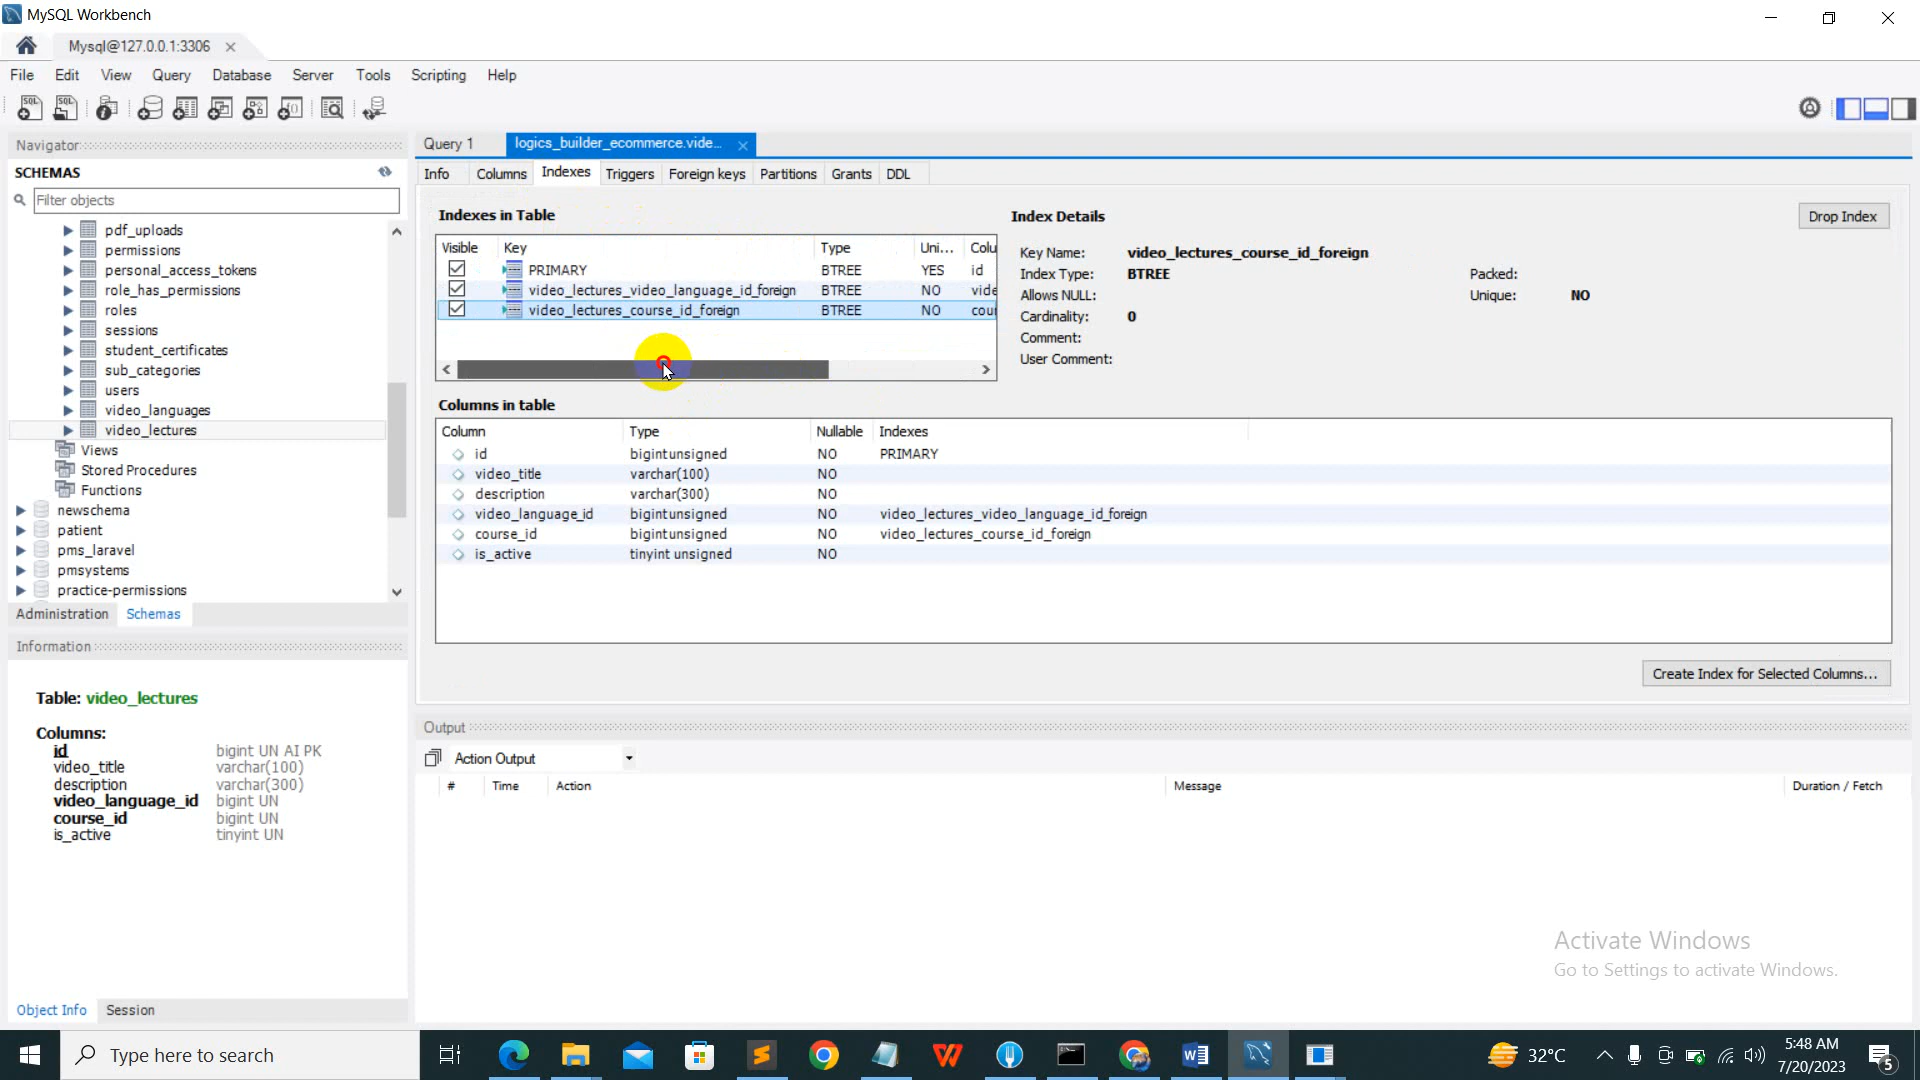 MySQL Workbench
Mysql@127.0.0.1:3306
File Edit View Query Database Server Tools Scripting Help
Navigator
SCHEMAS
Filter objects
pdf_uploads
permissions
personal_access_tokens
role_has_permissions
roles
sessions
student_certificates
sub_categories
users
video_languages
video_lectures
Views
Stored Procedures
Functions
newschema
patient
pms_laravel
pmsystems
practice-permissions
Administration Schemas
Information
Table: video_lectures
Columns:
id bigint UN AI PK
video_title varchar(100)
description varchar(300)
video_language_id bigint UN
course_id bigint UN
is_active tinyint UN
Object Info Session
Query 1 logics_builder_ecommerce.vide...
Info Columns Indexes Triggers Foreign keys Partitions Grants DDL
Indexes in Table
Visible Key Type Uni... Colu
PRIMARY BTREE YES id
video_lectures_video_language_id_foreign BTREE NO vide
video_lectures_course_id_foreign BTREE NO cou
Index Details
Drop Index
Key Name: video_lectures_course_id_foreign
Index Type: BTREE Packed:
Allows NULL: Unique: NO
Cardinality: 0
Comment:
User Comment:
Columns in table
Column Type Nullable Indexes
id bigint unsigned NO PRIMARY
video_title varchar(100) NO
description varchar(300) NO
video_language_id bigint unsigned NO video_lectures_video_language_id_foreign
course_id bigint unsigned NO video_lectures_course_id_foreign
is_active tinyint unsigned NO
Create Index for Selected Columns...
Output
Action Output
# Time Action Message Duration / Fetch
Activate Windows
Go to Settings to activate Windows.
Type here to search
32°C
5:48 AM
7/20/2023
5